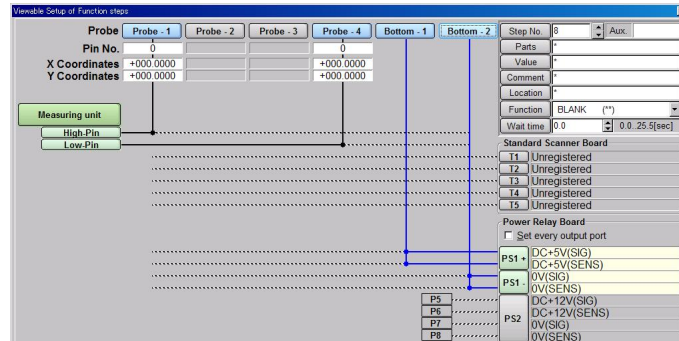 Viewable Setup of Function steps
Probe Probe - 1 Probe - 2 Probe - 3 Probe - 4 Bottom - 1 Bottom - 2
Pin No. 0 0
X Coordinates +000.0000 +000.0000
Y Coordinates +000.0000 +000.0000
Measuring unit
High-Pin
Low-Pin
Step No. 8 Aux.
Parts *
Value *
Comment *
Location *
Function BLANK (**)
Wait time 0.0 0.0..25.5[sec]
Standard Scanner Board
T1 Unregistered
T2 Unregistered
T3 Unregistered
T4 Unregistered
T5 Unregistered
Power Relay Board
Set every output port
PS1 + DC+5V(SIG)
DC+5V(SENS)
PS1 - 0V(SIG)
0V(SENS)
P5 DC+12V(SIG)
P6 DC+12V(SENS)
PS2
P7 0V(SIG)
P8 0V(SENS)